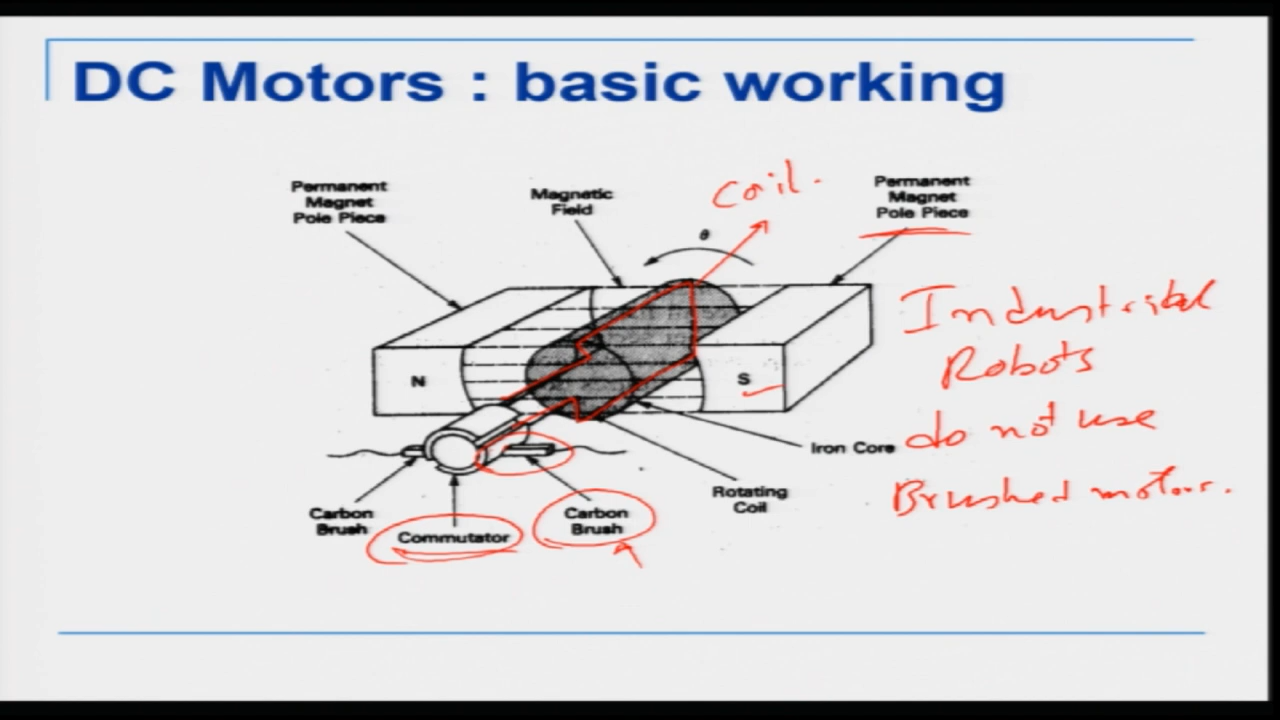 DC Motors : basic working
Permanent
Magnet
Pole Piece
Magnetic
Field
Coil.
Permanent
Magnet
Pole Piece
θ
N
S
Industrial
Robots
do not use
Brushed motors.
Iron Core
Rotating
Coil
Carbon
Brush
Commutator
Carbon
Brush